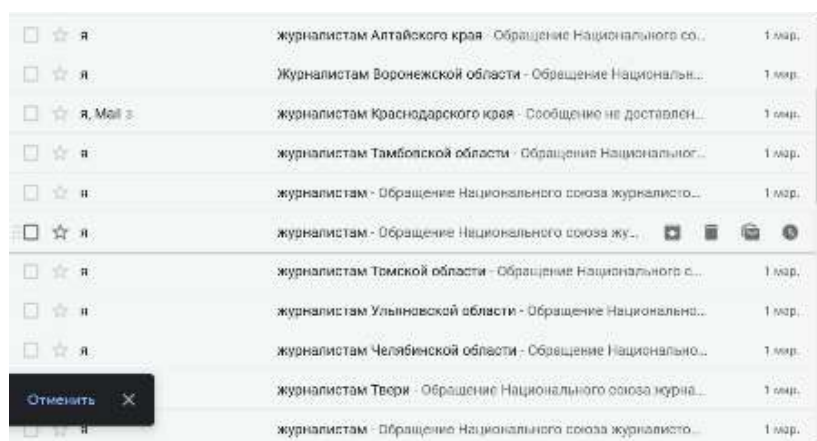 я журналистам Алтайского края - Обращение Национального со... 1 мар.
я Журналистам Воронежской области - Обращение Национальн... 1 мар.
я, Mail 3 журналистам Краснодарского края - Сообщение не доставлен... 1 мар.
я журналистам Тамбовской области - Обращение Национальног... 1 мар.
я журналистам - Обращение Национального союза журналисто... 1 мар.
я журналистам - Обращение Национального союза жу...
я журналистам Томской области - Обращение Национального с... 1 мар.
я журналистам Ульяновской области - Обращение Национально... 1 мар.
я журналистам Челябинской области - Обращение Национально... 1 мар.
журналистам Твери - Обращение Национального союза журна... 1 мар.
Отменить
я журналистам - Обращение Национального союза журналисто... 1 мар.